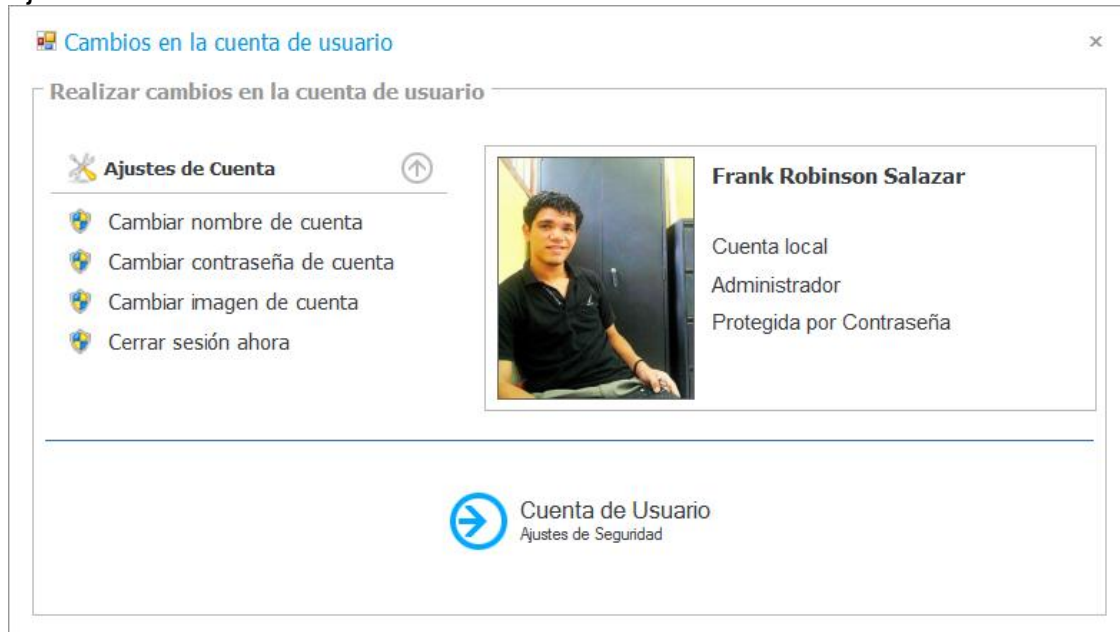 Cambios en la cuenta de usuario
Realizar cambios en la cuenta de usuario
Ajustes de Cuenta
Cambiar nombre de cuenta
Cambiar contraseña de cuenta
Cambiar imagen de cuenta
Cerrar sesión ahora
Frank Robinson Salazar
Cuenta local
Administrador
Protegida por Contraseña
Cuenta de Usuario
Ajustes de Seguridad